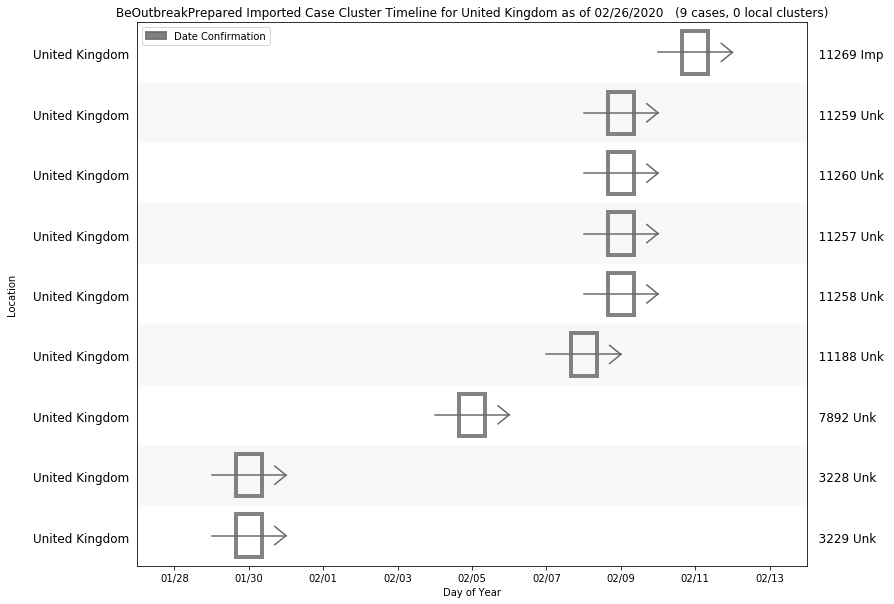 BeOutbreakPrepared Imported Case Cluster Timeline for United Kingdom as of 02/26/2020   (9 cases, 0 local clusters)
Date Confirmation
United Kingdom 11269 Imp
United Kingdom 11259 Unk
United Kingdom 11260 Unk
United Kingdom 11257 Unk
United Kingdom 11258 Unk
United Kingdom 11188 Unk
United Kingdom 7892 Unk
United Kingdom 3228 Unk
United Kingdom 3229 Unk
Location
01/28 01/30 02/01 02/03 02/05 02/07 02/09 02/11 02/13
Day of Year